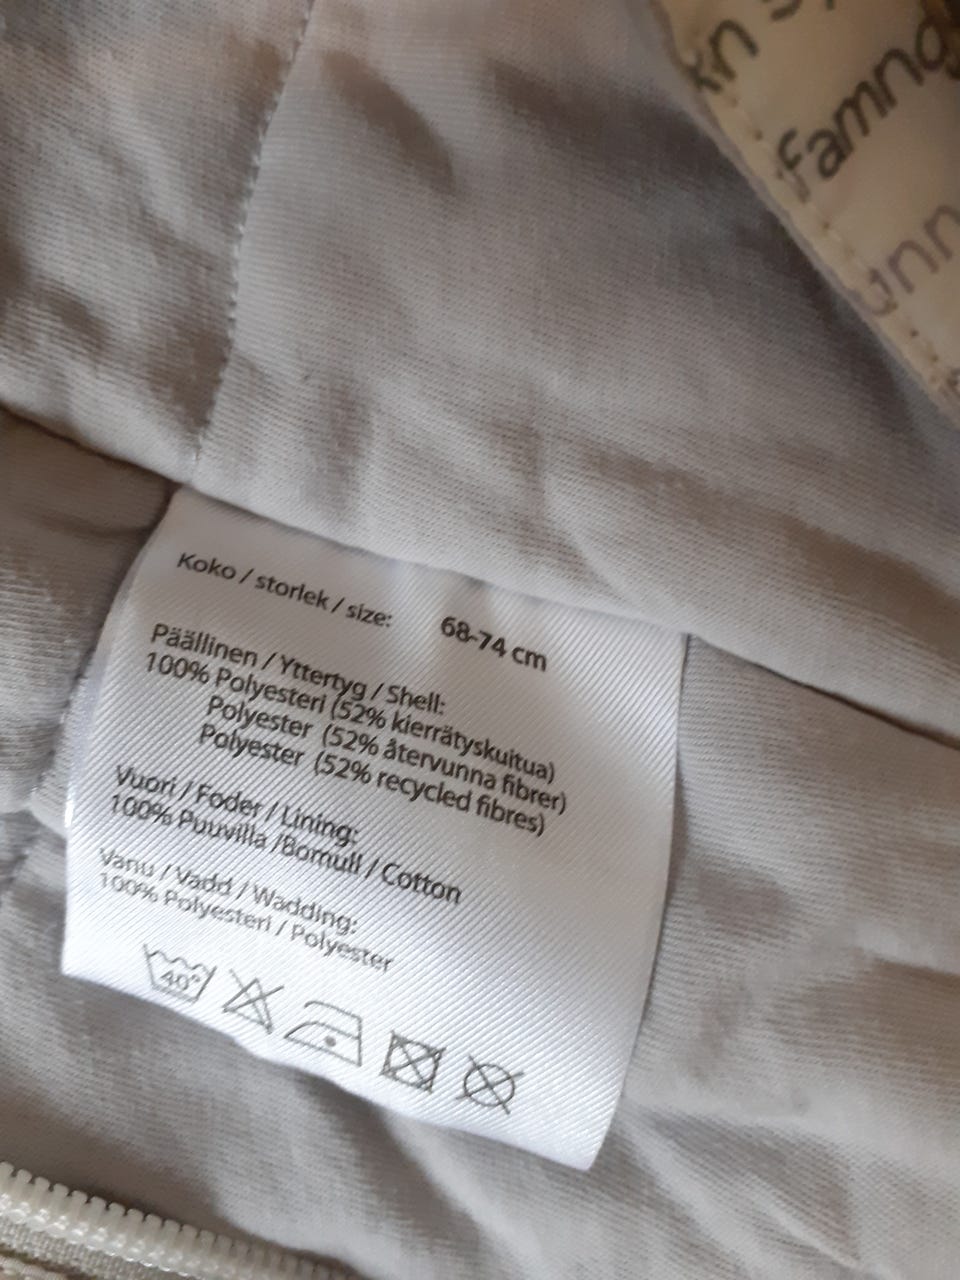 famnd
Koko / storlek / size: 68-74 cm
Päällinen / Yttertyg / Shell:
100% Polyesteri (52% kierrätyskuitua)
Polyester (52% återvunna fibrer)
Polyester (52% recycled fibres)
Vuori / Foder / Lining:
100% Puuvilla /Bomull / Cotton
Vanu / Vadd / Wadding:
100% Polyesteri / Polyester
40°